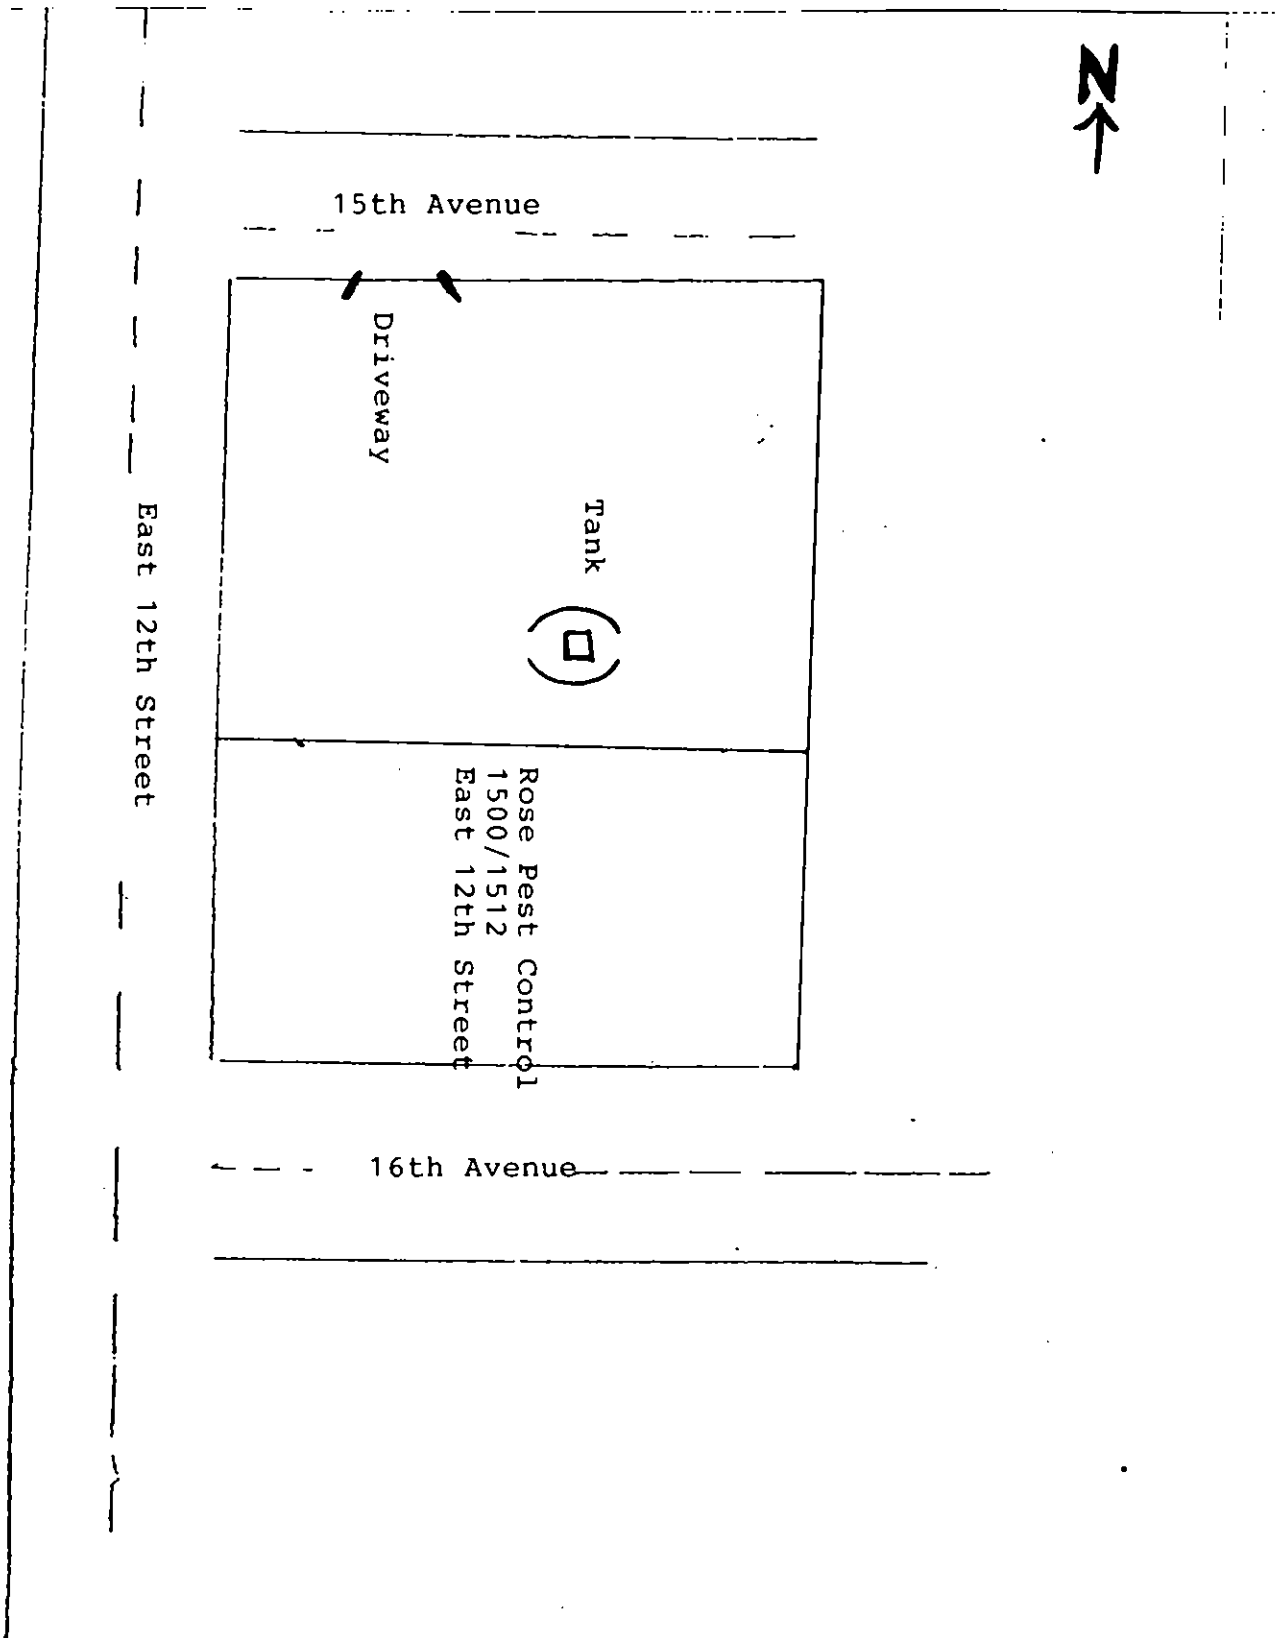 N
15th Avenue
Driveway
Tank
East 12th Street
Rose Pest Control
1500/1512
East 12th Street
16th Avenue